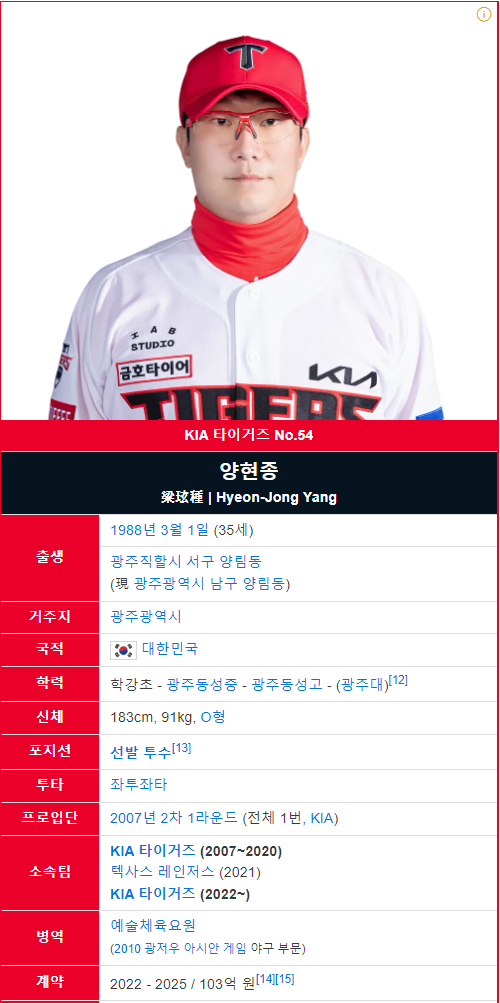 T
H A B
STUDIO
금호타이어
KIA
TIGERS
TIGERS
KIA 타이거즈 No.54
양현종
梁玹種 | Hyeon-Jong Yang
출생
1988년 3월 1일 (35세)
광주직할시 서구 양림동
(現 광주광역시 남구 양림동)
거주지
광주광역시
국적
대한민국
학력
학강초 - 광주동성중 - 광주동성고 - (광주대)[12]
신체
183cm, 91kg, O형
포지션
선발 투수[13]
투타
좌투좌타
프로입단
2007년 2차 1라운드 (전체 1번, KIA)
소속팀
KIA 타이거즈 (2007~2020)
텍사스 레인저스 (2021)
KIA 타이거즈 (2022~)
병역
예술체육요원
(2010 광저우 아시안 게임 야구 부문)
계약
2022 - 2025 / 103억 원[14][15]